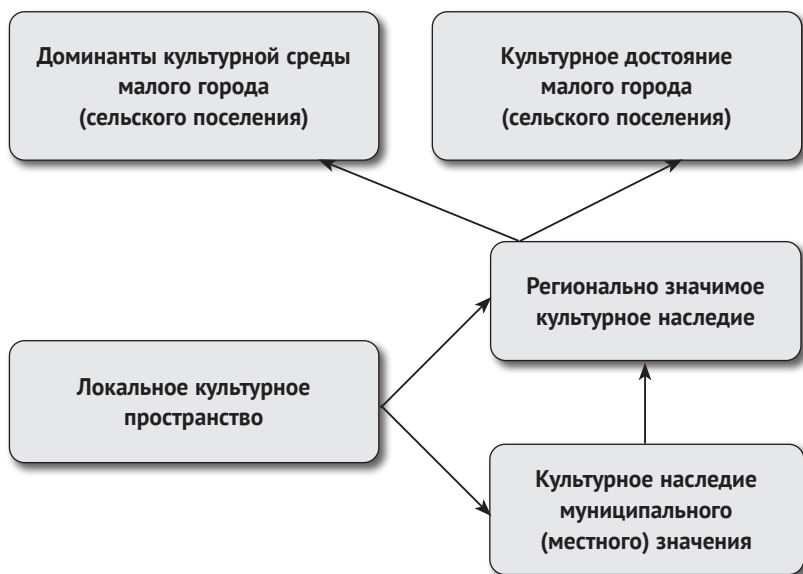 Доминанты культурной среды
малого города
(сельского поселения)
Культурное достояние
малого города
(сельского поселения)
Регионально значимое
культурное наследие
Локальное культурное
пространство
Культурное наследие
муниципального
(местного) значения